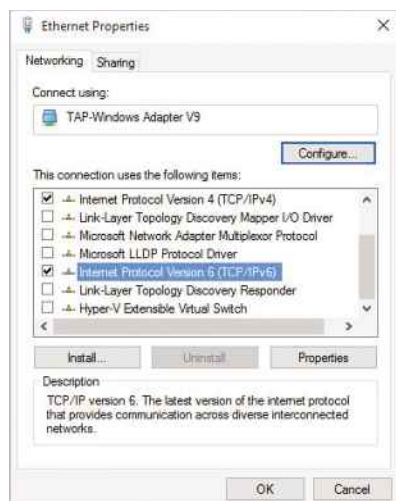 Ethernet Properties
Networking Sharing
Connect using:
TAP-Windows Adapter V9
Configure...
This connection uses the following items:
Internet Protocol Version 4 (TCP/IPv4)
Link-Layer Topology Discovery Mapper I/O Driver
Microsoft Network Adapter Multiplexor Protocol
Microsoft LLDP Protocol Driver
Internet Protocol Version 6 (TCP/IPv6)
Link-Layer Topology Discovery Responder
Hyper-V Extensible Virtual Switch
Install... Uninstall Properties
Description
TCP/IP version 6. The latest version of the internet protocol
that provides communication across diverse interconnected
networks.
OK Cancel